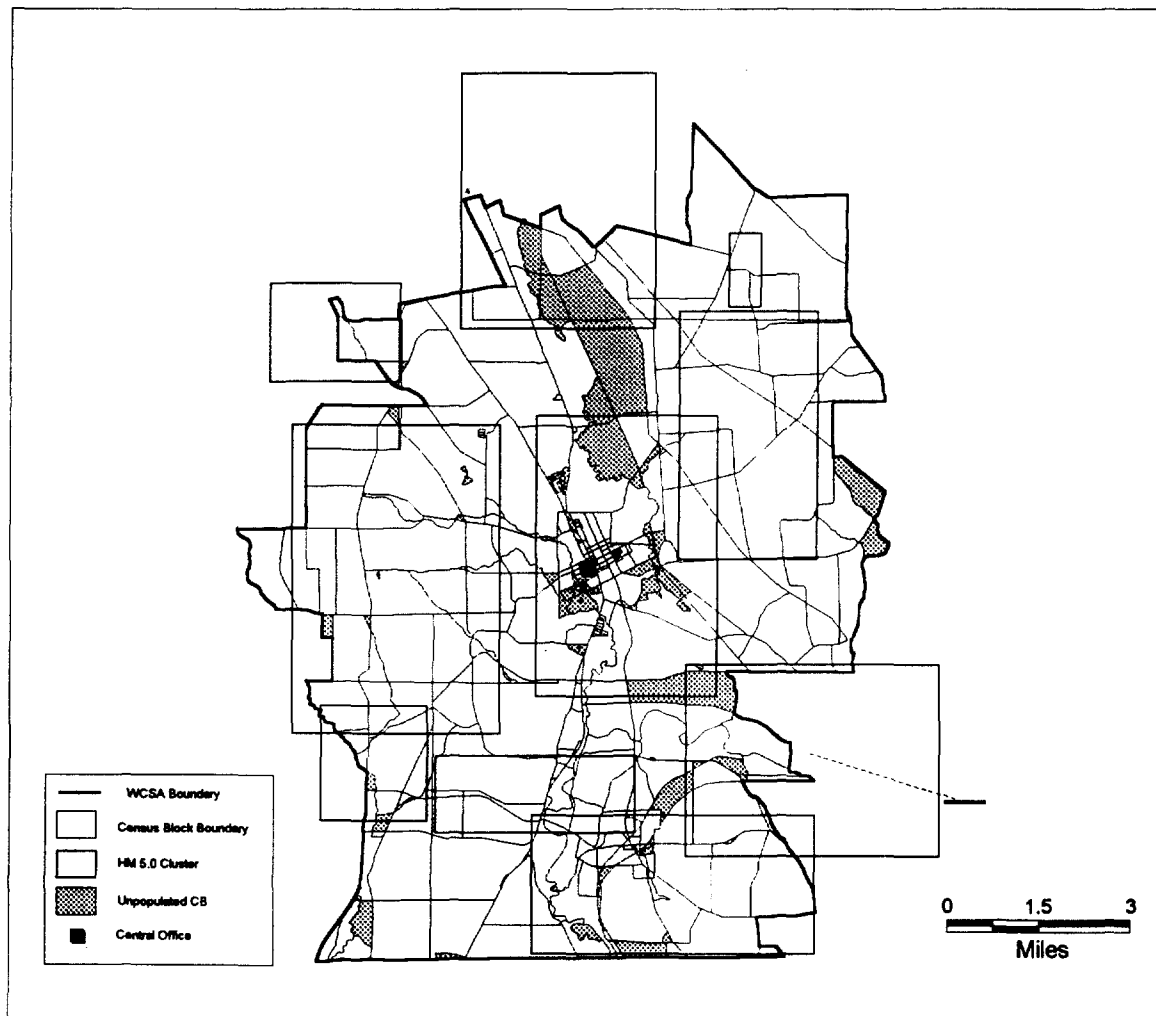 WCSA Boundary
Census Block Boundary
HM 5.0 Cluster
Unpopulated CB
Central Office
0 1.5 3
Miles